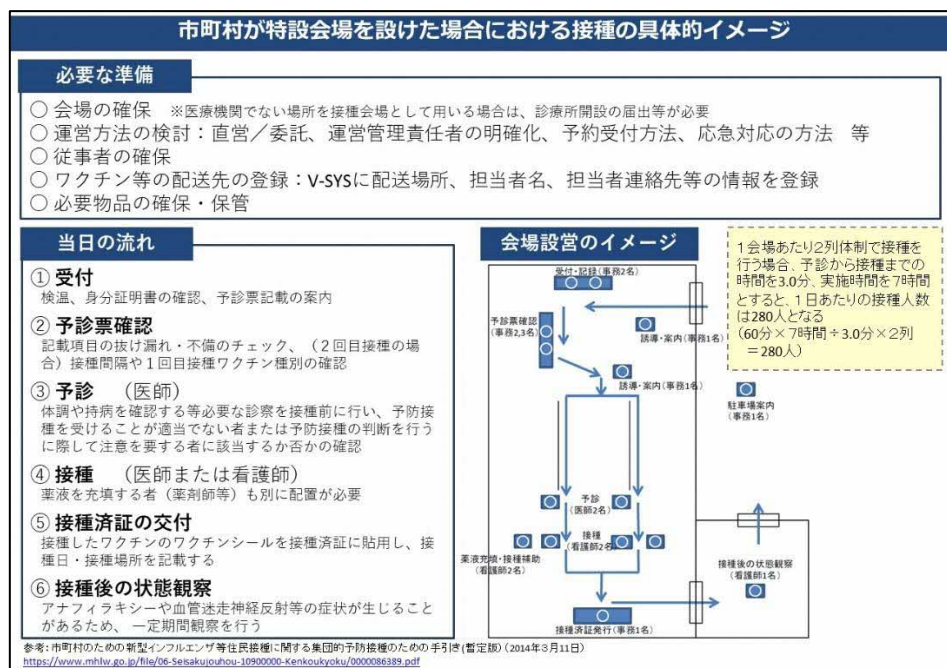 市町村が特設会場を設けた場合における接種の具体的イメージ
必要な準備
○ 会場の確保 ※医療機関でない場所を接種会場として用いる場合は、診療所開設の届出等が必要
○ 運営方法の検討：直営／委託、運営管理責任者の明確化、予約受付方法、応急対応の方法 等
○ 従事者の確保
○ ワクチン等の配送先の登録：V-SYSに配送場所、担当者名、担当者連絡先等の情報を登録
○ 必要物品の確保・保管
当日の流れ
① 受付
検温、身分証明書の確認、予診票記載の案内
② 予診票確認
記載項目の抜け漏れ・不備のチェック、（２回目接種の場
合）接種間隔や１回目接種ワクチン種別の確認
③ 予診 （医師）
体調や持病を確認する等必要な診察を接種前に行い、予防接
種を受けることが適当でない者または予防接種の判断を行う
に際して注意を要する者に該当するか否かの確認
④ 接種 （医師または看護師）
薬液を充填する者（薬剤師等）も別に配置が必要
⑤ 接種済証の交付
接種したワクチンのワクチンシールを接種済証に貼用し、接
種日・接種場所を記載する
⑥ 接種後の状態観察
アナフィラキシーや血管迷走神経反射等の症状が生じること
があるため、 一定期間観察を行う
会場設営のイメージ
受付・記録(事務2名)
予診票確認
(事務2,3名)
誘導・案内(事務1名)
誘導・案内(事務1名)
駐車場案内
(事務1名)
予診
(医師2名)
接種
(看護師2名)
薬液充填・接種補助
(看護師2名)
接種後の状態観察
(看護師1名)
接種済証発行(事務1名)
１会場あたり２列体制で接種を
行う場合、予診から接種までの
時間を3.0分、実施時間を７時間
とすると、１日あたりの接種人数
は280人となる
(60分×７時間÷3.0分×２列
＝280人)
参考：市町村のための新型インフルエンザ等住民接種に関する集団的予防接種のための手引き(暫定版)（2014年３月11日）
https://www.mhlw.go.jp/file/06-Seisakujouhou-10900000-Kenkoukyoku/0000086389.pdf